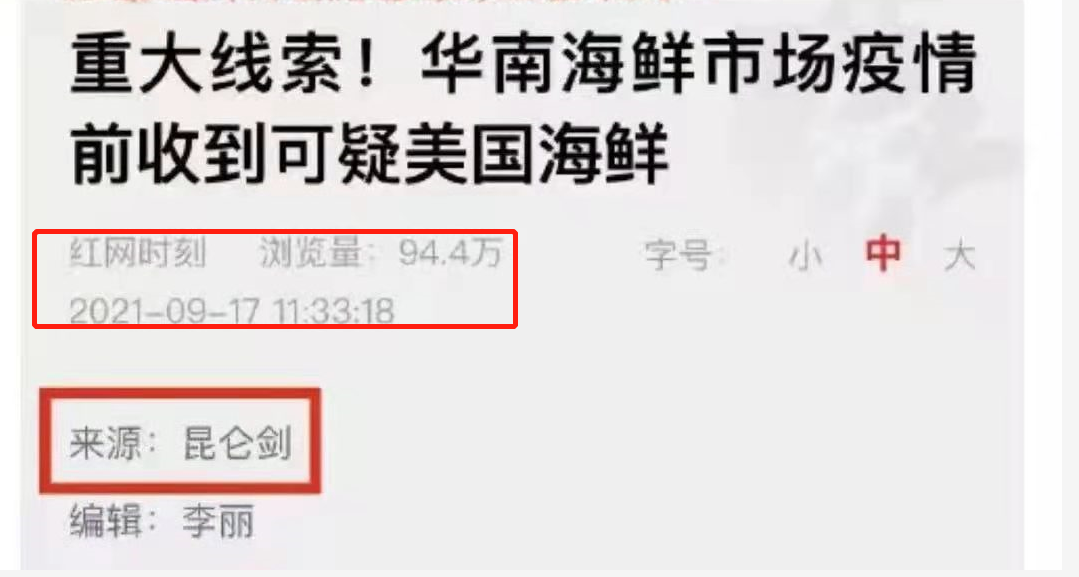 重大线索！华南海鲜市场疫情
前收到可疑美国海鲜
红网时刻 浏览量：94.4万 字号： 小 中 大
2021-09-17 11:33:18
来源：昆仑剑
编辑：李丽